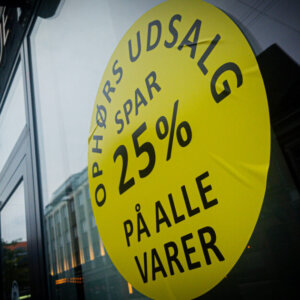 OPHØRS UDSALG
SPAR
25%
PÅ ALLE
VARER